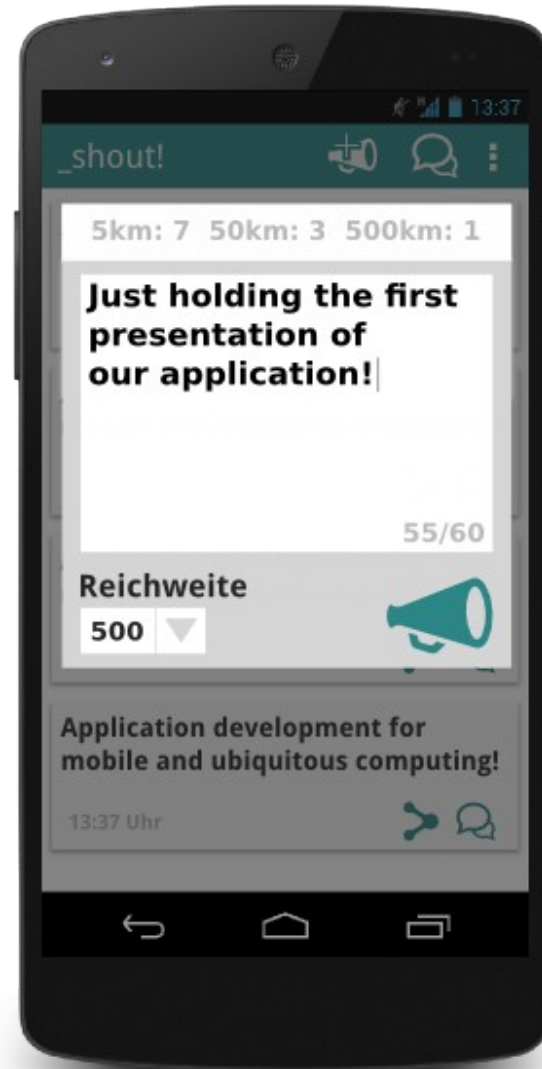 13:37
_shout!
5km: 7 50km: 3 500km: 1
Just holding the first
presentation of
our application!
55/60
Reichweite
500
Application development for
mobile and ubiquitous computing!
13:37 Uhr